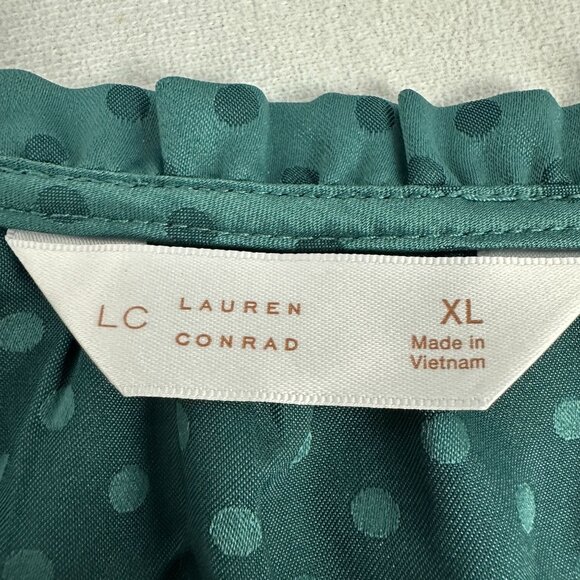 LC
LAUREN
CONRAD
XL
Made in
Vietnam